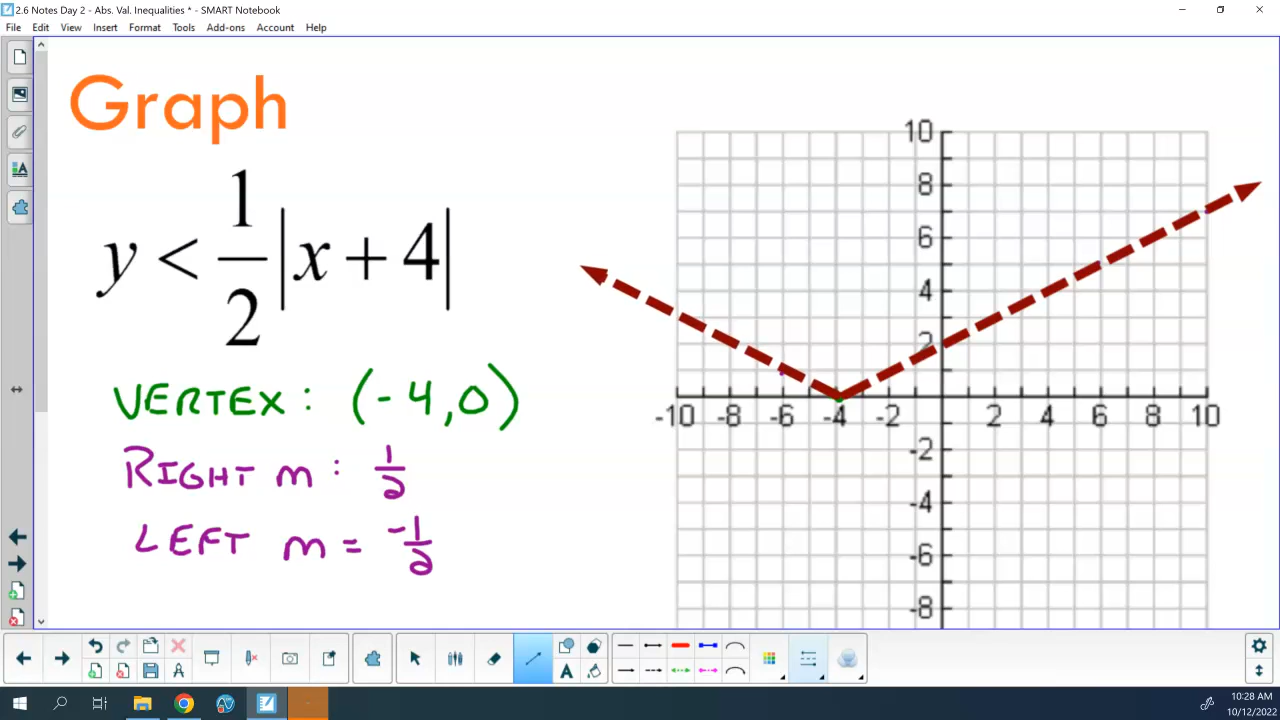 2.6 Notes Day 2 - Abs. Val. Inequalities * - SMART Notebook
File Edit View Insert Format Tools Add-ons Account Help
Graph
y < 1/2 |x + 4|
VERTEX : (-4,0)
RIGHT m : 1/2
LEFT m = -1/2
10
8
6
4
2
-10 -8 -6 -4 -2 2 4 6 8 10
-2
-4
-6
-8
A
10:28 AM
10/12/2022